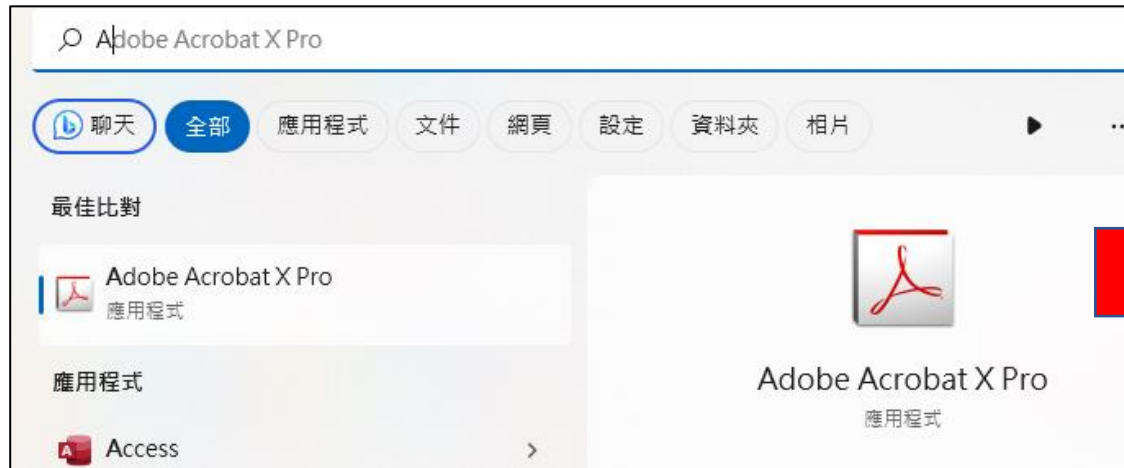 Adobe Acrobat X Pro
聊天 全部 應用程式 文件 網頁 設定 資料夾 相片
最佳比對
Adobe Acrobat X Pro
應用程式
應用程式
Access
Adobe Acrobat X Pro
應用程式